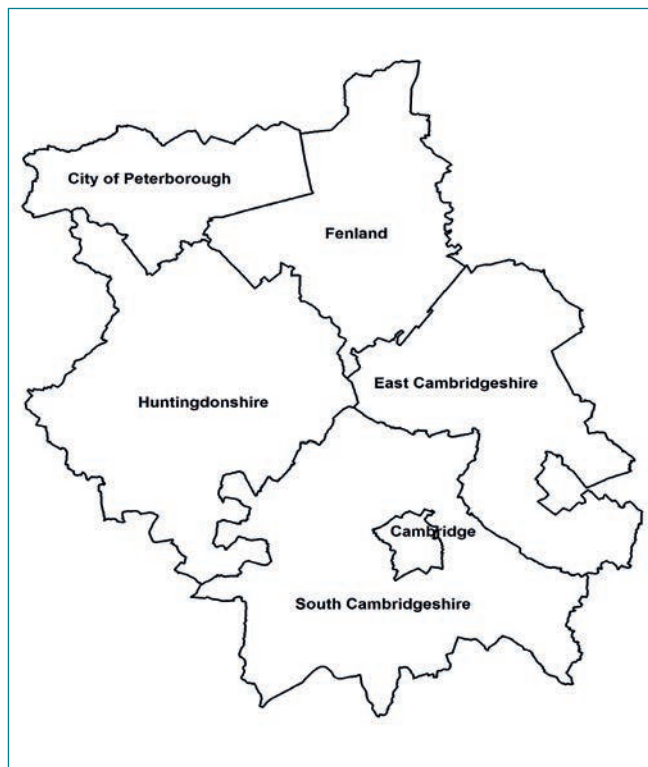 City of Peterborough
Fenland
East Cambridgeshire
Huntingdonshire
Cambridge
South Cambridgeshire